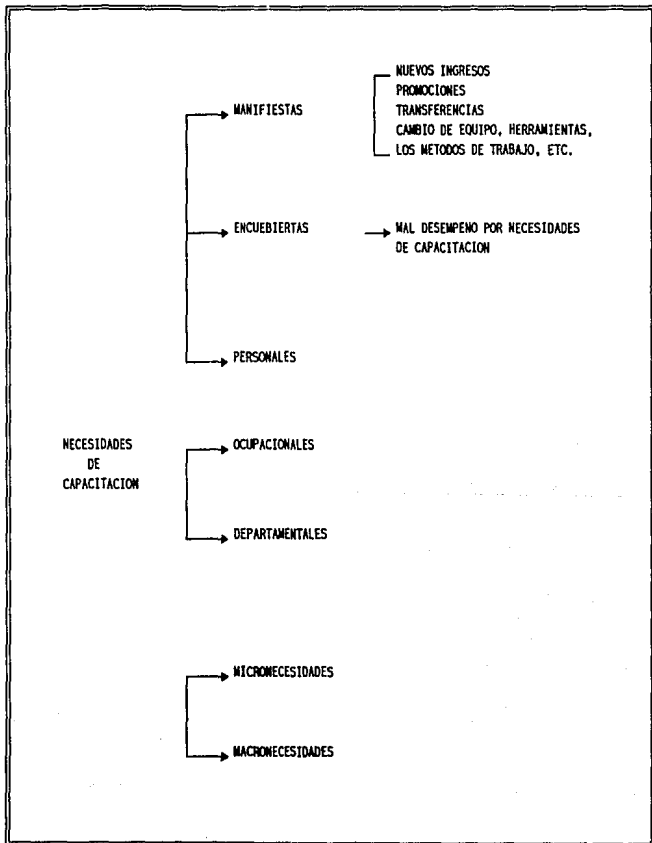 NUEVOS INGRESOS
PROMOCIONES
MANIFIESTAS
TRANSFERENCIAS
CAMBIO DE EQUIPO, HERRAMIENTAS,
LOS METODOS DE TRABAJO, ETC.
ENCUEBIERTAS
MAL DESEMPENO POR NECESIDADES
DE CAPACITACION
PERSONALES
NECESIDADES
DE
CAPACITACION
OCUPACIONALES
DEPARTAMENTALES
MICRONECESIDADES
MACRONECESIDADES